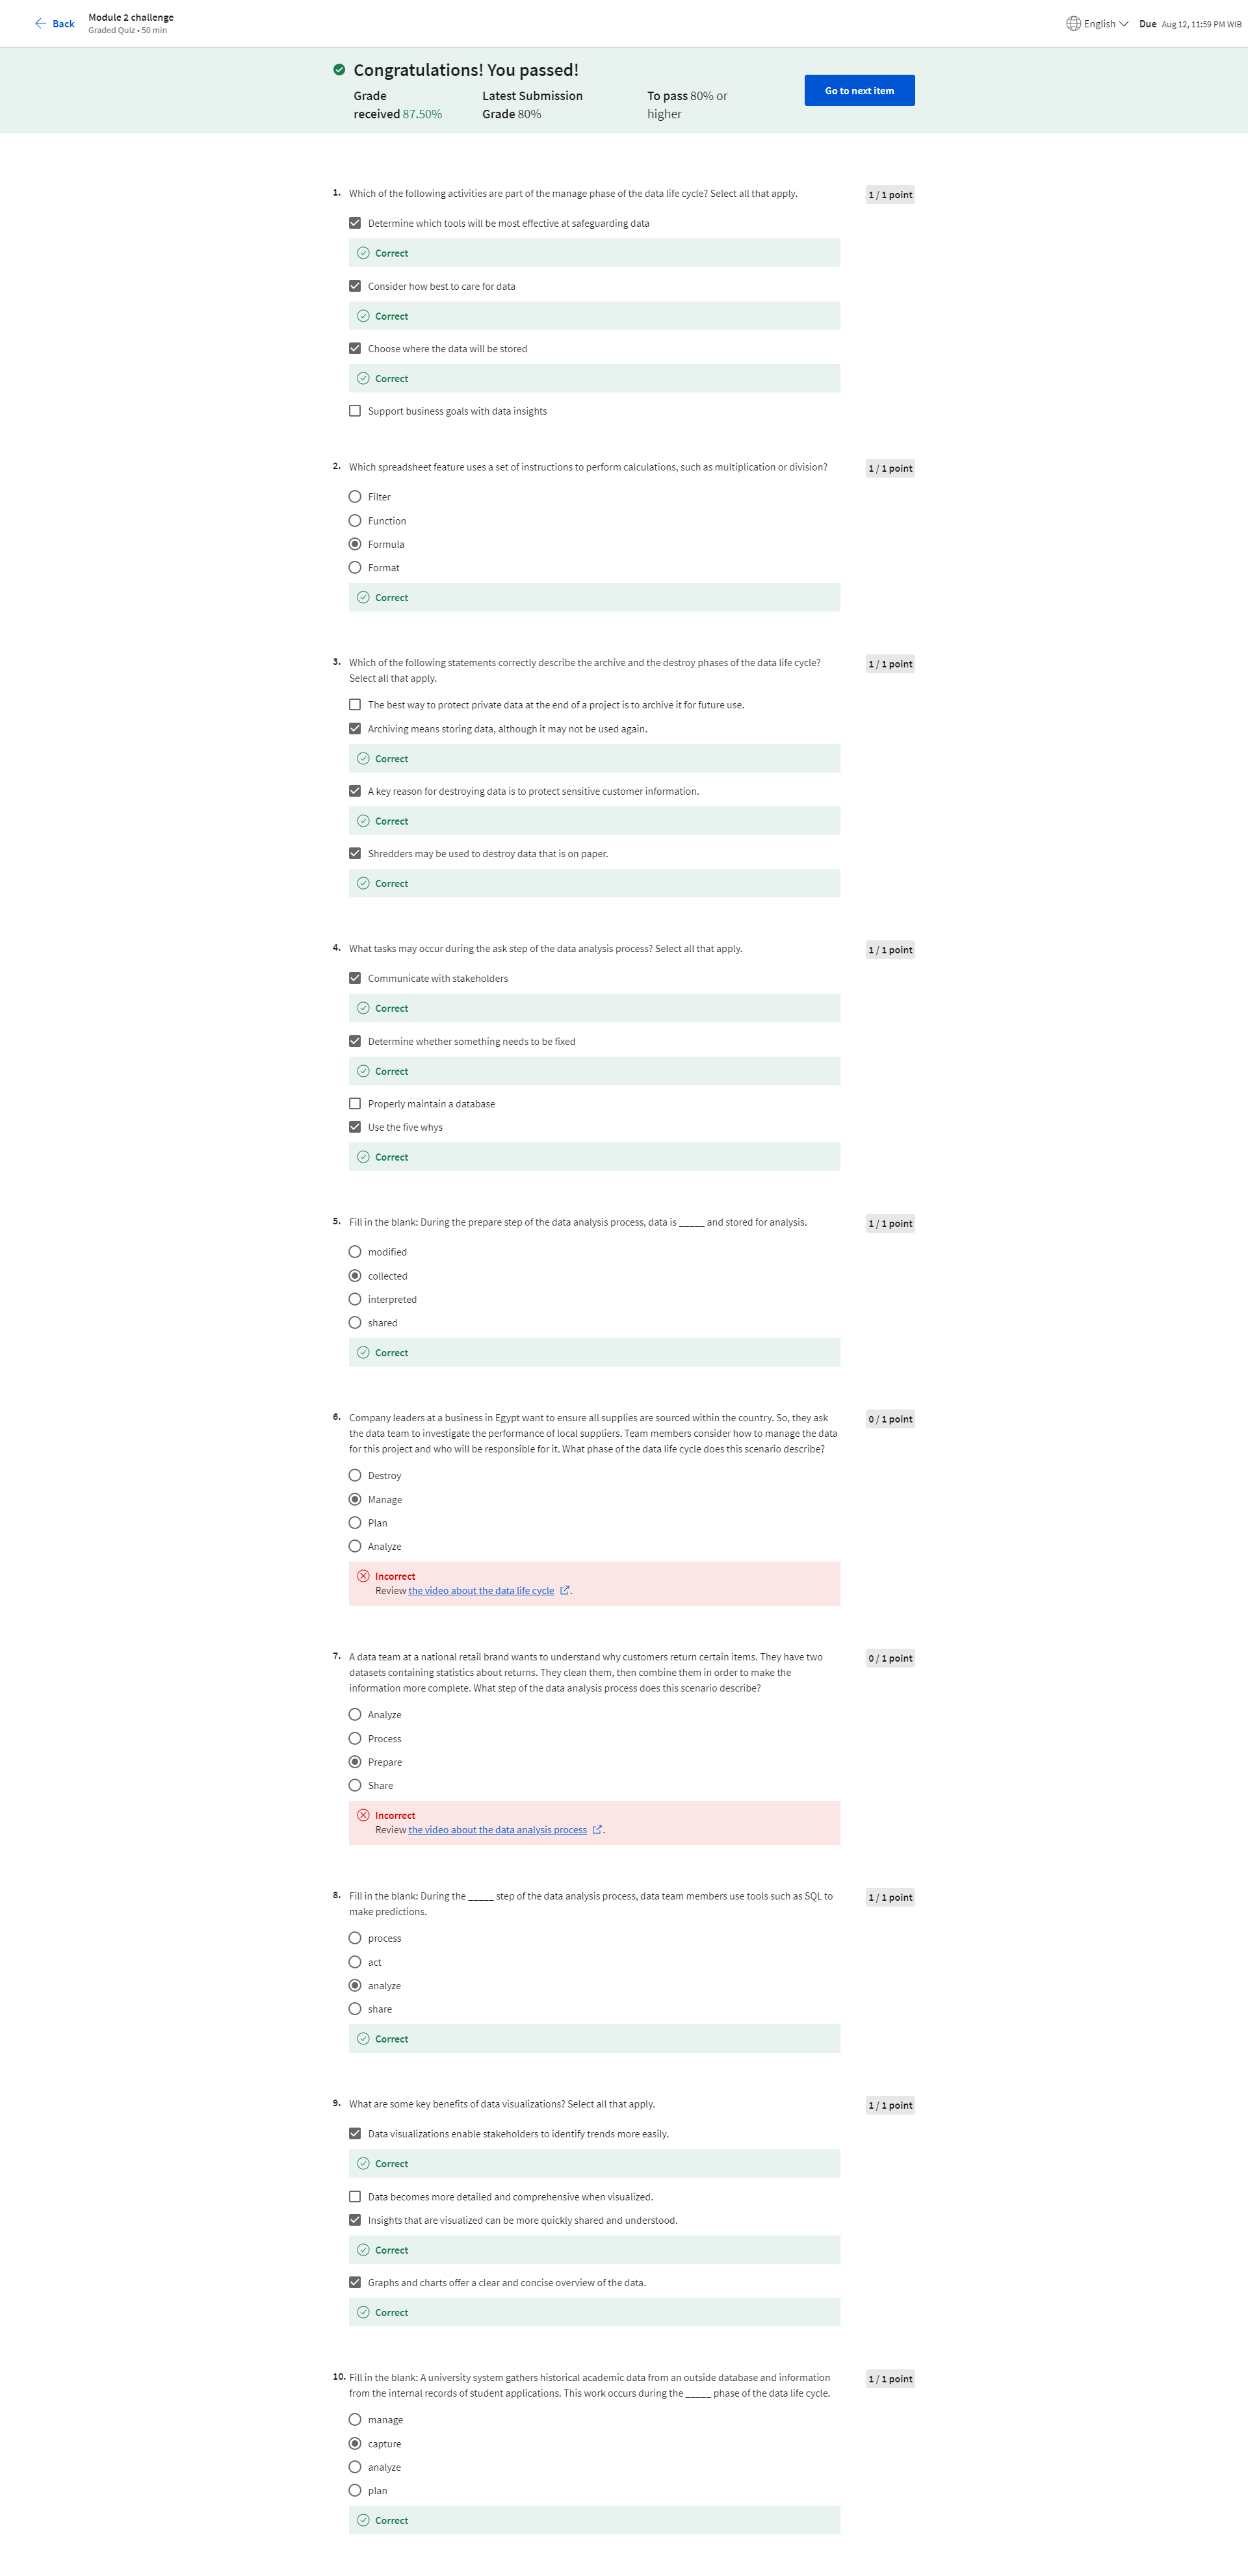 Back
Module 2 challenge
Graded Quiz • 50 min
English
Due Aug 12, 11:59 PM WIB
Congratulations! You passed!
Grade
received 87.50%
Latest Submission
Grade 80%
To pass 80% or
higher
Go to next item
1. Which of the following activities are part of the manage phase of the data life cycle? Select all that apply.
1 / 1 point
Determine which tools will be most effective at safeguarding data
Correct
Consider how best to care for data
Correct
Choose where the data will be stored
Correct
Support business goals with data insights
2. Which spreadsheet feature uses a set of instructions to perform calculations, such as multiplication or division?
1 / 1 point
Filter
Function
Formula
Format
Correct
3. Which of the following statements correctly describe the archive and the destroy phases of the data life cycle?
Select all that apply.
1 / 1 point
The best way to protect private data at the end of a project is to archive it for future use.
Archiving means storing data, although it may not be used again.
Correct
A key reason for destroying data is to protect sensitive customer information.
Correct
Shredders may be used to destroy data that is on paper.
Correct
4. What tasks may occur during the ask step of the data analysis process? Select all that apply.
1 / 1 point
Communicate with stakeholders
Correct
Determine whether something needs to be fixed
Correct
Properly maintain a database
Use the five whys
Correct
5. Fill in the blank: During the prepare step of the data analysis process, data is _____ and stored for analysis.
1 / 1 point
modified
collected
interpreted
shared
Correct
6. Company leaders at a business in Egypt want to ensure all supplies are sourced within the country. So, they ask
the data team to investigate the performance of local suppliers. Team members consider how to manage the data
for this project and who will be responsible for it. What phase of the data life cycle does this scenario describe?
0 / 1 point
Destroy
Manage
Plan
Analyze
Incorrect
Review the video about the data life cycle .
7. A data team at a national retail brand wants to understand why customers return certain items. They have two
datasets containing statistics about returns. They clean them, then combine them in order to make the
information more complete. What step of the data analysis process does this scenario describe?
0 / 1 point
Analyze
Process
Prepare
Share
Incorrect
Review the video about the data analysis process .
8. Fill in the blank: During the _____ step of the data analysis process, data team members use tools such as SQL to
make predictions.
1 / 1 point
process
act
analyze
share
Correct
9. What are some key benefits of data visualizations? Select all that apply.
1 / 1 point
Data visualizations enable stakeholders to identify trends more easily.
Correct
Data becomes more detailed and comprehensive when visualized.
Insights that are visualized can be more quickly shared and understood.
Correct
Graphs and charts offer a clear and concise overview of the data.
Correct
10. Fill in the blank: A university system gathers historical academic data from an outside database and information
from the internal records of student applications. This work occurs during the _____ phase of the data life cycle.
1 / 1 point
manage
capture
analyze
plan
Correct